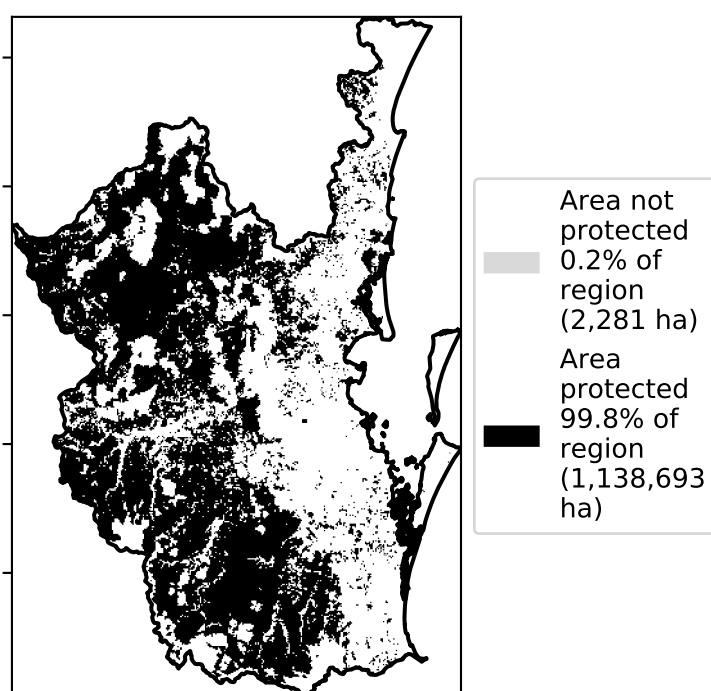 Area not
protected
0.2% of
region
(2,281 ha)
Area
protected
99.8% of
region
(1,138,693
ha)